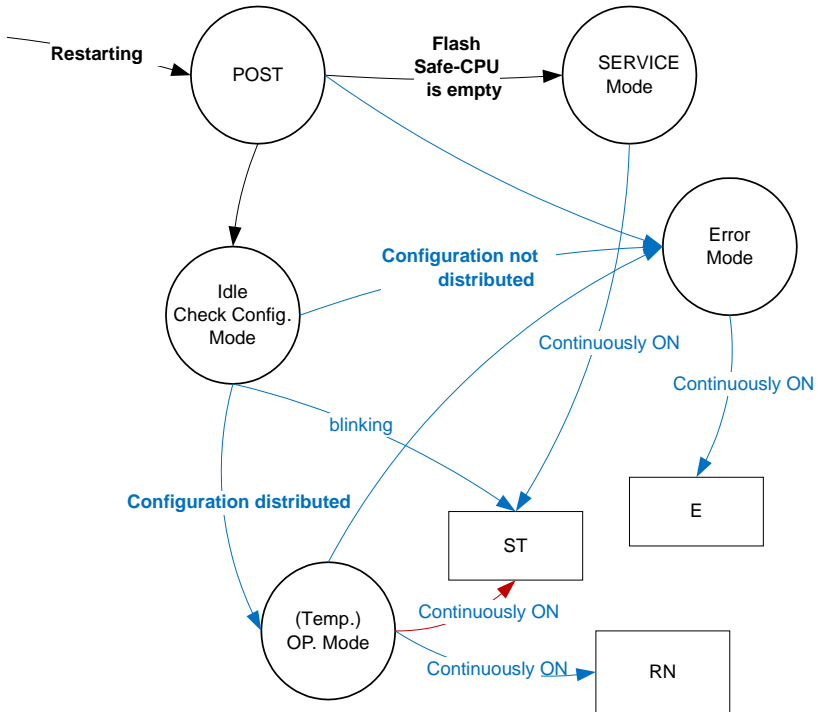 Restarting
POST
Flash
Safe-CPU
is empty
SERVICE
Mode
Error
Mode
Configuration not
distributed
Idle
Check Config.
Mode
Continuously ON
Continuously ON
blinking
Configuration distributed
E
ST
(Temp.)
OP. Mode
Continuously ON
Continuously ON
RN